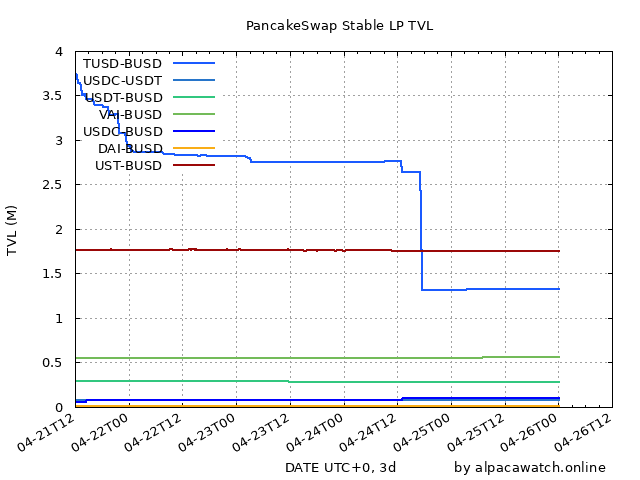 PancakeSwap Stable LP TVL
TVL (M)
4
3.5
3
2.5
2
1.5
1
0.5
0
TUSD-BUSD
USDC-USDT
USDT-BUSD
VAI-BUSD
USDC-BUSD
DAI-BUSD
UST-BUSD
04-21T12
04-22T00
04-22T12
04-23T00
04-23T12
04-24T00
04-24T12
04-25T00
04-25T12
04-26T00
04-26T12
DATE UTC+0, 3d
by alpacawatch.online